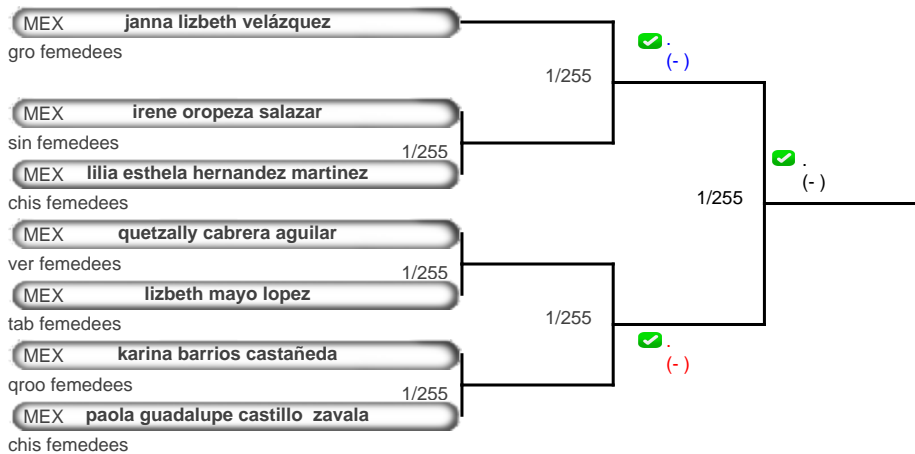 MEX janna lizbeth velázquez
gro femedees
1/255
.
(- )
MEX irene oropeza salazar
sin femedees
1/255
MEX lilia esthela hernandez martinez
chis femedees
.
(- )
1/255
MEX quetzally cabrera aguilar
ver femedees
1/255
MEX lizbeth mayo lopez
tab femedees
1/255
.
(- )
MEX karina barrios castañeda
qroo femedees
1/255
MEX paola guadalupe castillo  zavala
chis femedees